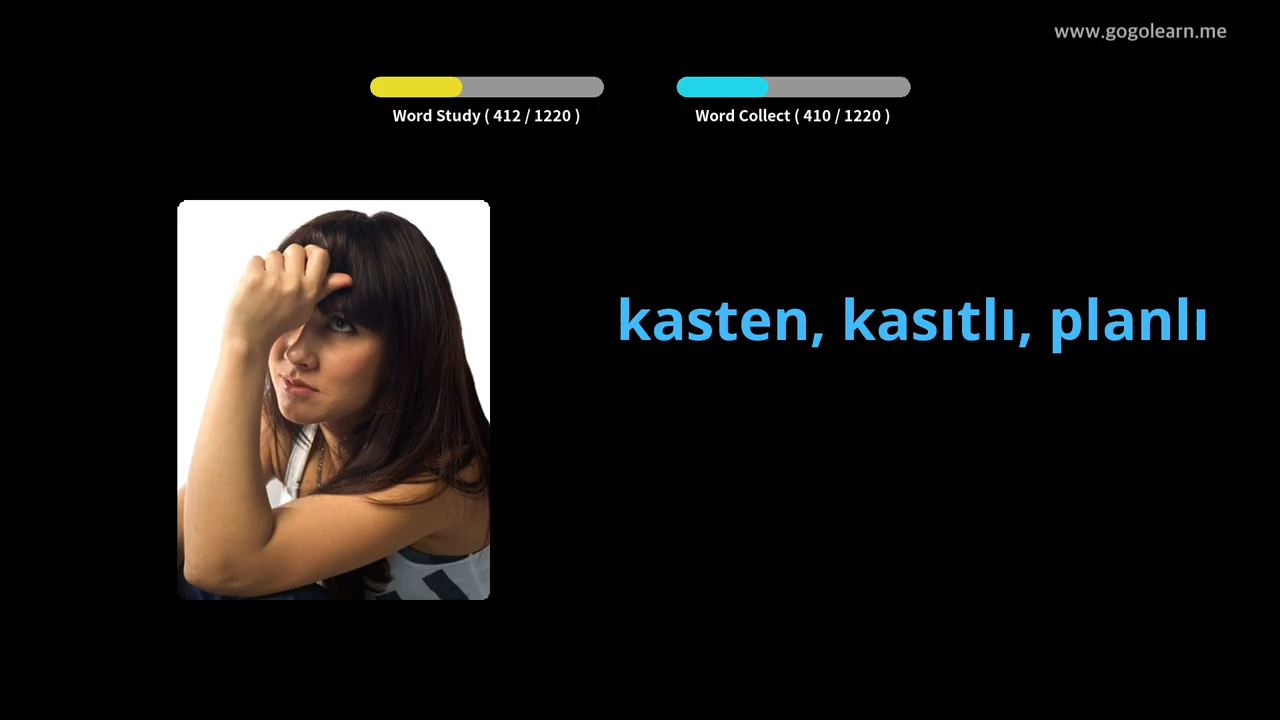 www.gogolearn.me
Word Study ( 412 / 1220 )
Word Collect ( 410 / 1220 )
kasten, kasıtlı, planlı